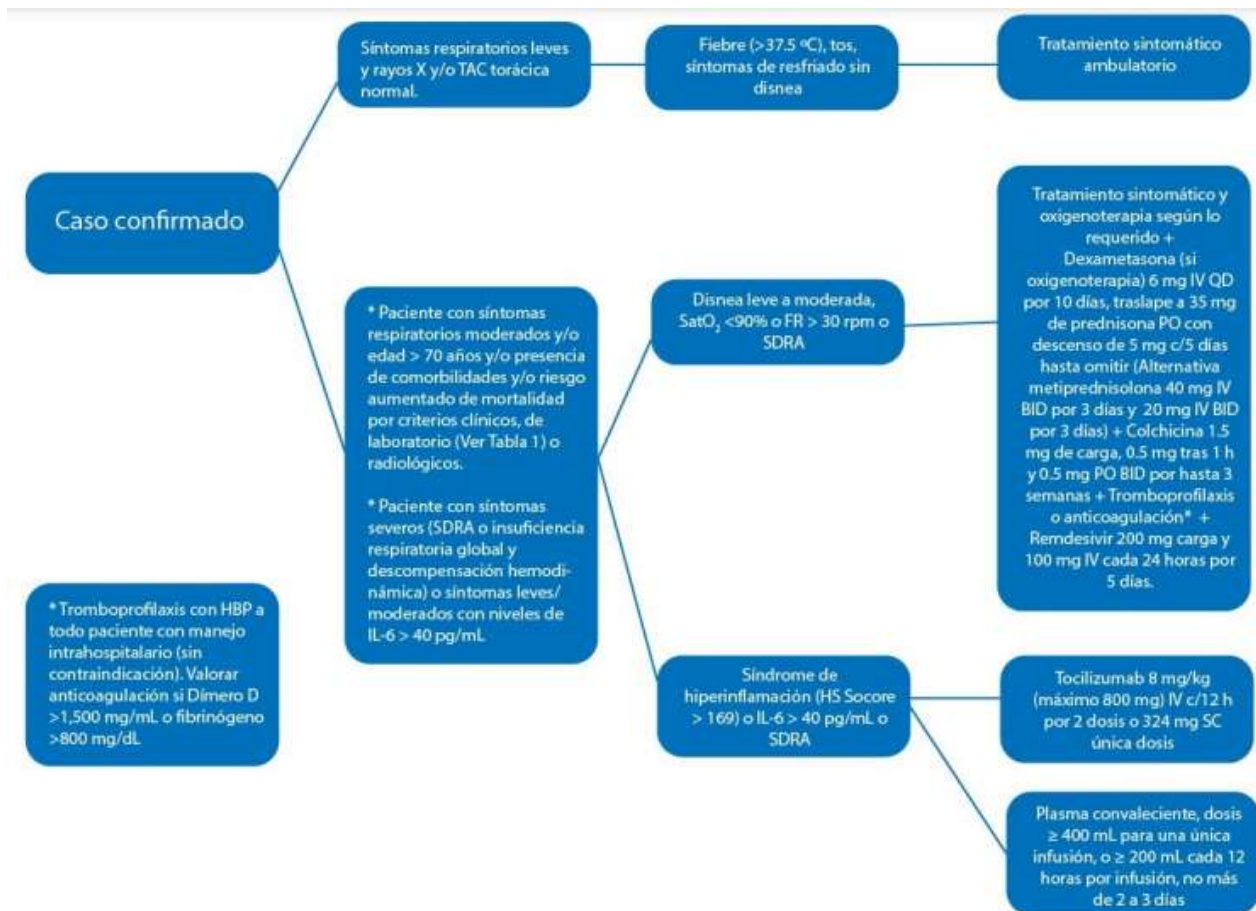 Síntomas respiratorios leves
y rayos X y/o TAC torácica
normal.
Fiebre (>37.5 ºC), tos,
síntomas de resfriado sin
disnea
Tratamiento sintomático
ambulatorio
Caso confirmado
* Paciente con síntomas
respiratorios moderados y/o
edad > 70 años y/o presencia
de comorbilidades y/o riesgo
aumentado de mortalidad
por criterios clínicos, de
laboratorio (Ver Tabla 1) o
radiológicos.
* Paciente con síntomas
severos (SDRA o insuficiencia
respiratoria global y
descompensación hemodi-
námica) o síntomas leves/
moderados con niveles de
IL-6 > 40 pg/mL
Disnea leve a moderada,
SatO₂ <90% o FR > 30 rpm o
SDRA
Tratamiento sintomático y
oxigenoterapia según lo
requerido +
Dexametasona (si
oxigenoterapia) 6 mg IV QD
por 10 días, traslape a 35 mg
de prednisona PO con
descenso de 5 mg c/5 días
hasta omitir (Alternativa
metiprednisolona 40 mg IV
BID por 3 días y 20 mg IV BID
por 3 días) + Colchicina 1.5
mg de carga, 0.5 mg tras 1 h
y 0.5 mg PO BID por hasta 3
semanas + Tromboprofilaxis
o anticoagulación* +
Remdesivir 200 mg carga y
100 mg IV cada 24 horas por
5 días.
* Tromboprofilaxis con HBP a
todo paciente con manejo
intrahospitalario (sin
contraindicación). Valorar
anticoagulación si Dímero D
>1,500 mg/mL o fibrinógeno
>800 mg/dL
Síndrome de
hiperinflamación (HS Socore
> 169) o IL-6 > 40 pg/mL o
SDRA
Tocilizumab 8 mg/kg
(máximo 800 mg) IV c/12 h
por 2 dosis o 324 mg SC
única dosis
Plasma convaleciente, dosis
≥ 400 mL para una única
infusión, o ≥ 200 mL cada 12
horas por infusión, no más
de 2 a 3 días